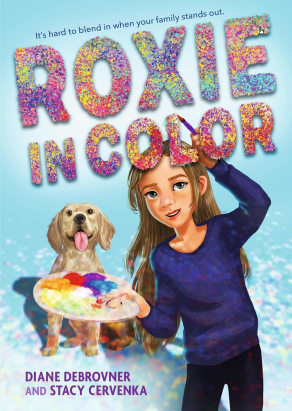 It's hard to blend in when your family stands out.
ROXIE
IN COLOR
DIANE DEBROVNER
AND STACY CERVENKA